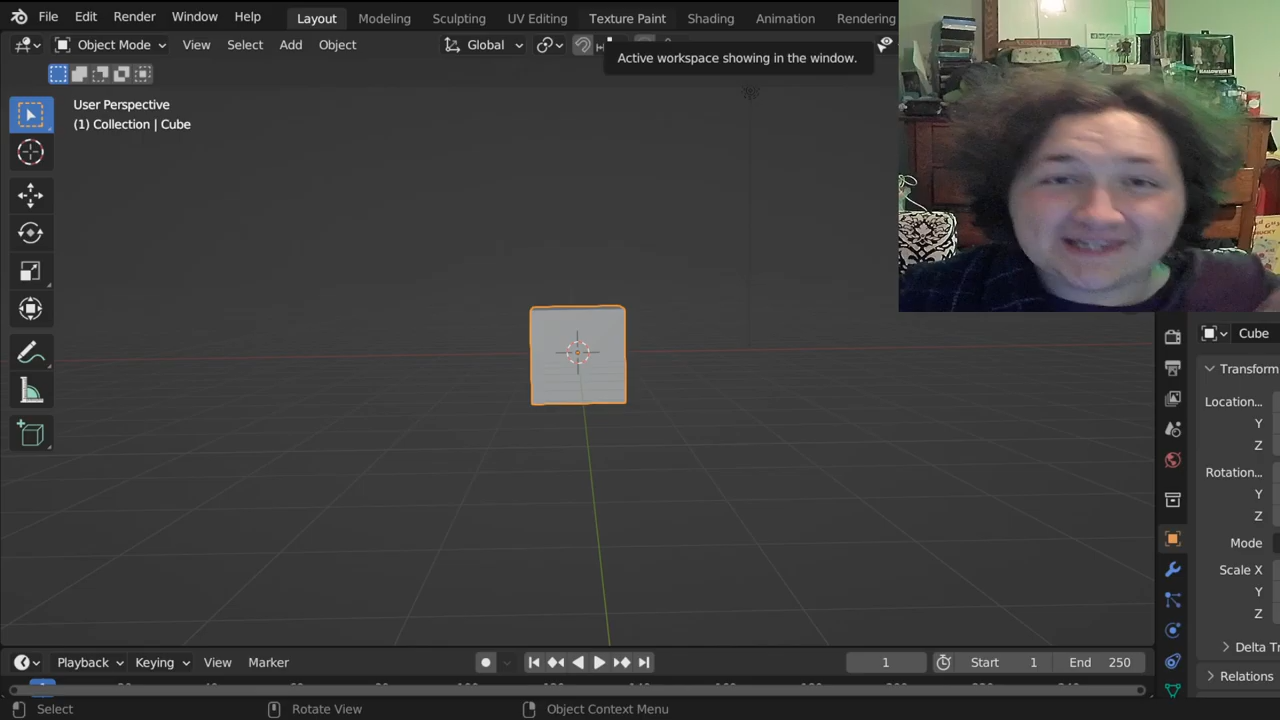 File Edit Render Window Help Layout Modeling Sculpting UV Editing Texture Paint Shading Animation Rendering
Object Mode View Select Add Object Global
Active workspace showing in the window.
User Perspective
(1) Collection | Cube
Cube
Transform
Location...
Y
Z
Rotation...
Y
Z
Mode
Scale X
Y
Z
Delta Tr
Relations
Playback Keying View Marker 1 Start 1 End 250
Select Rotate View Object Context Menu